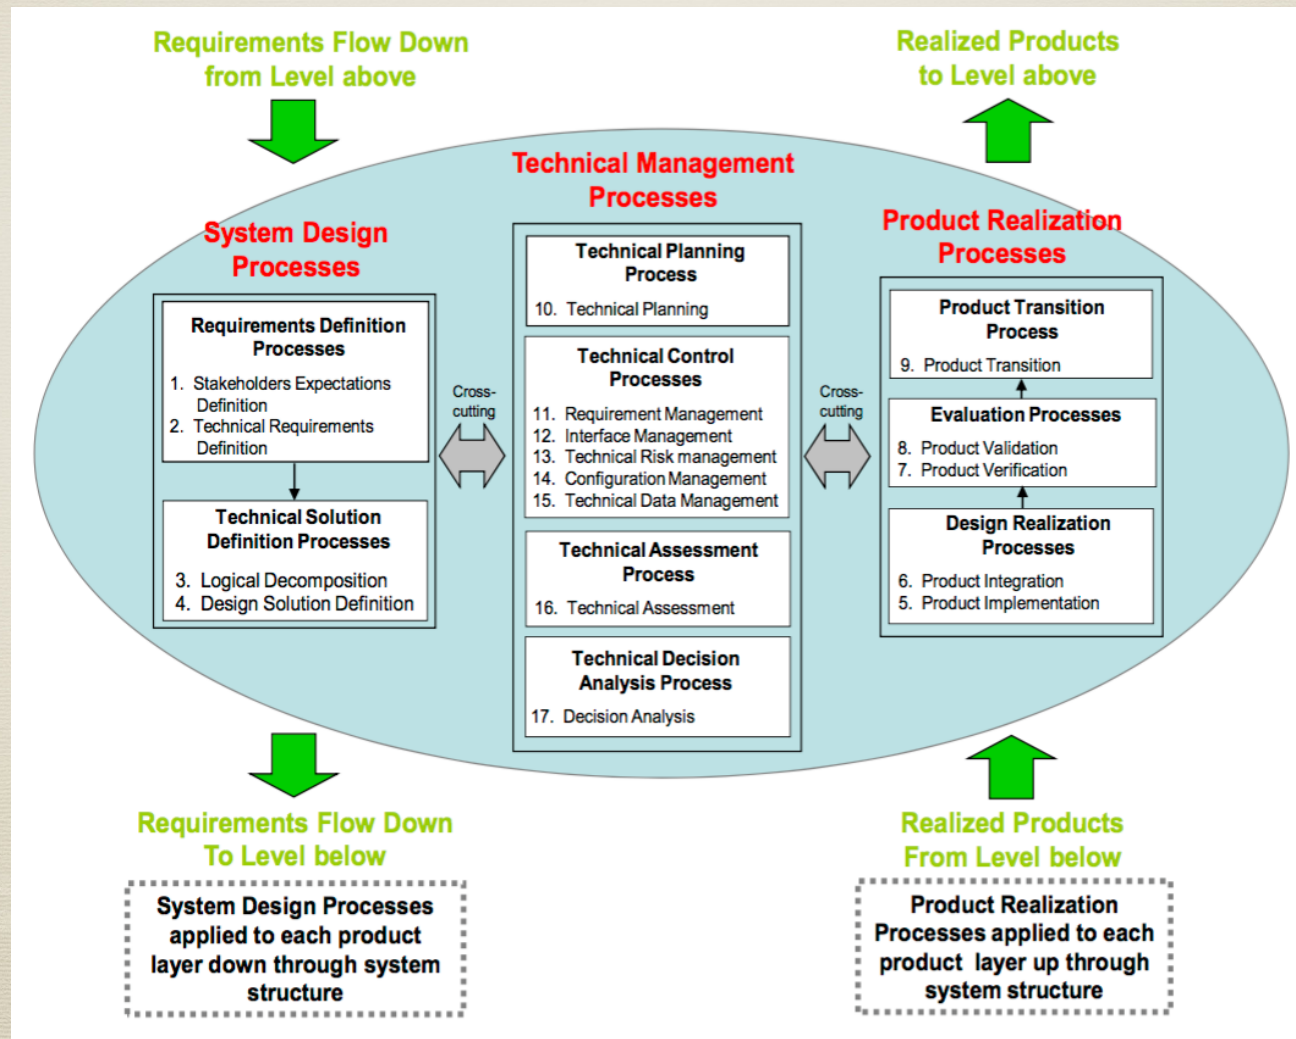 Requirements Flow Down
from Level above
Realized Products
to Level above
Technical Management
Processes
System Design
Processes
Product Realization
Processes
Requirements Definition
Processes
1. Stakeholders Expectations
Definition
2. Technical Requirements
Definition
Technical Solution
Definition Processes
3. Logical Decomposition
4. Design Solution Definition
Cross-
cutting
Technical Planning
Process
10. Technical Planning
Technical Control
Processes
11. Requirement Management
12. Interface Management
13. Technical Risk management
14. Configuration Management
15. Technical Data Management
Technical Assessment
Process
16. Technical Assessment
Technical Decision
Analysis Process
17. Decision Analysis
Cross-
cutting
Product Transition
Process
9. Product Transition
Evaluation Processes
8. Product Validation
7. Product Verification
Design Realization
Processes
6. Product Integration
5. Product Implementation
Requirements Flow Down
To Level below
System Design Processes
applied to each product
layer down through system
structure
Realized Products
From Level below
Product Realization
Processes applied to each
product layer up through
system structure